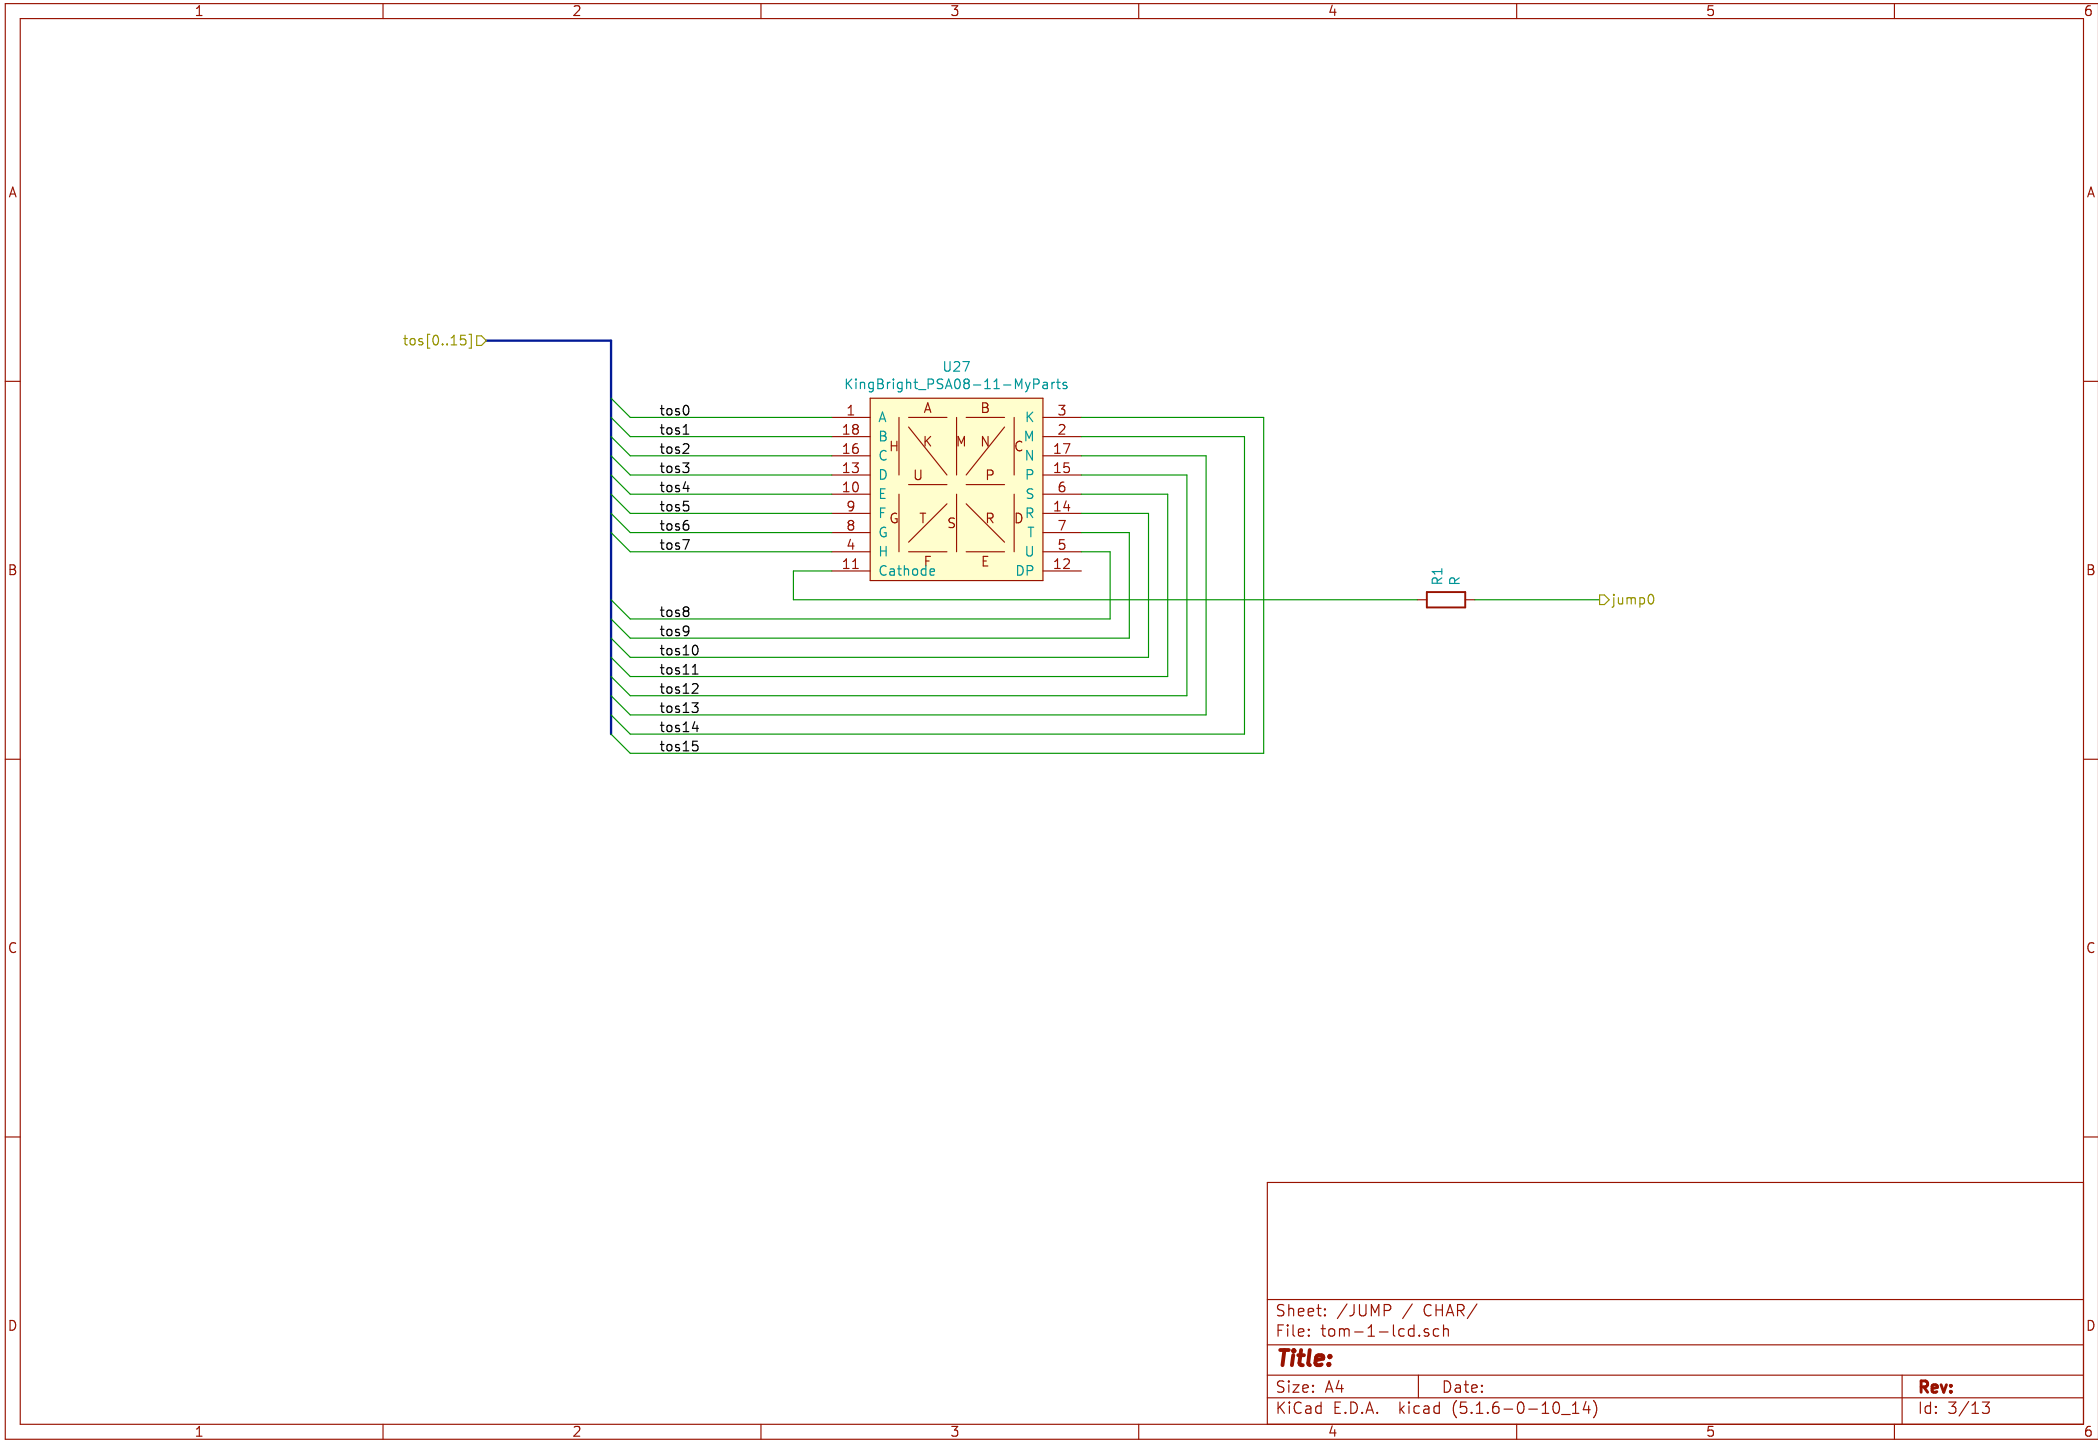 1 2 3 4 5 6
A A
tos[0..15]
U27
KingBright_PSA08-11-MyParts
tos0 1 A A B K 3
tos1 18 B H K M N C M 2
tos2 16 C N 17
tos3 13 D U P P 15
tos4 10 E S 6
tos5 9 F G T S R D R 14
tos6 8 G T 7
tos7 4 H F E U 5
11 Cathode DP 12
B B
R1
R
jump0
tos8
tos9
tos10
tos11
tos12
tos13
tos14
tos15
C C
Sheet: /JUMP / CHAR/
D D
File: tom-1-lcd.sch
Title:
Size: A4 Date: Rev:
KiCad E.D.A. kicad (5.1.6-0-10_14) Id: 3/13
1 2 3 4 5 6